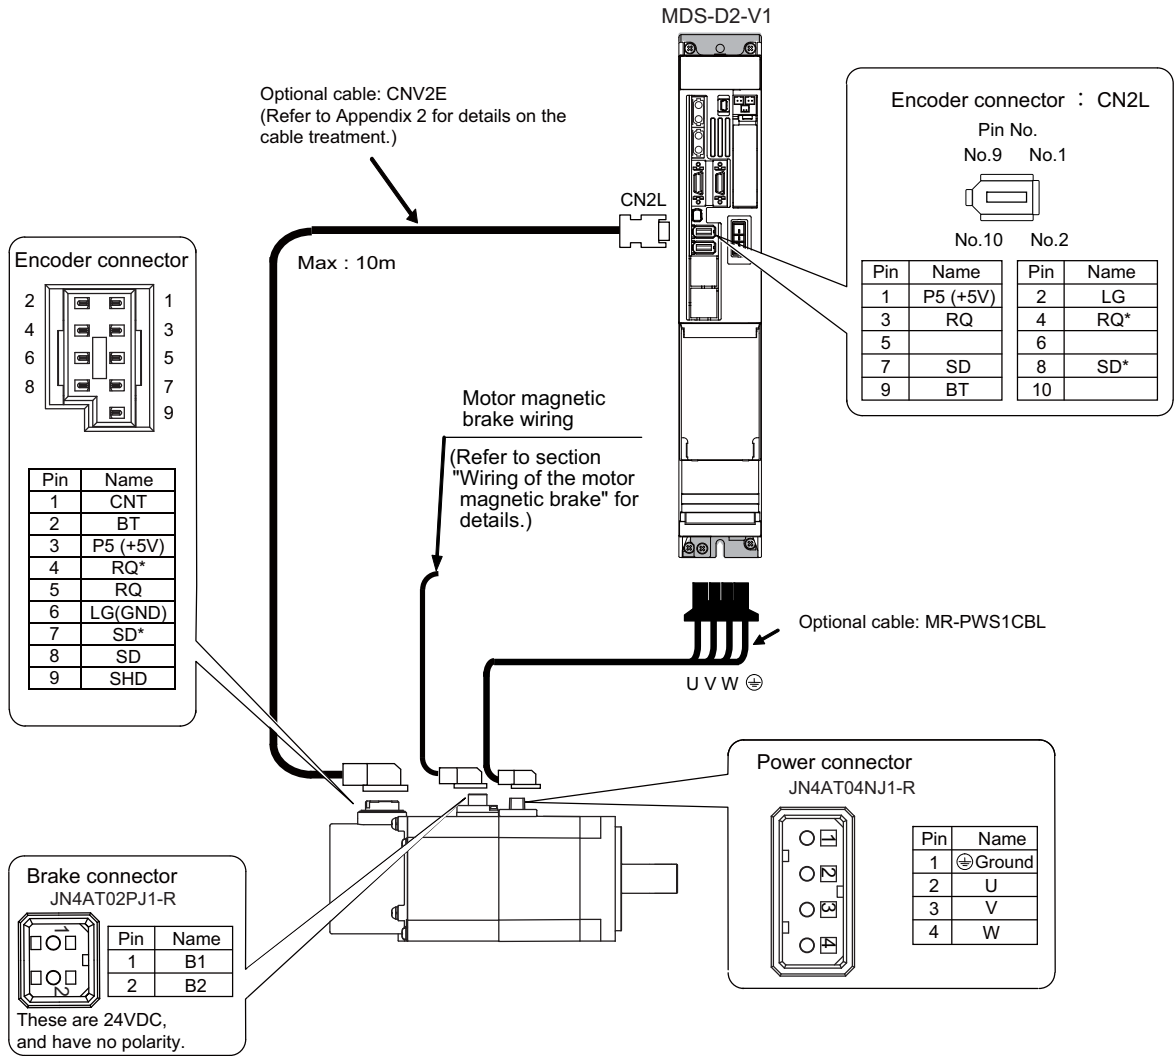 MDS-D2-V1
Optional cable: CNV2E
(Refer to Appendix 2 for details on the
cable treatment.)
CN2L
Max : 10m
Encoder connector : CN2L
Pin No.
No.9 No.1
No.10 No.2
Pin Name Pin Name
1 P5 (+5V) 2 LG
3 RQ 4 RQ*
5 6
7 SD 8 SD*
9 BT 10
Encoder connector
2 1
4 3
6 5
8 7
9
Pin Name
1 CNT
2 BT
3 P5 (+5V)
4 RQ*
5 RQ
6 LG(GND)
7 SD*
8 SD
9 SHD
Motor magnetic
brake wiring
(Refer to section
"Wiring of the motor
magnetic brake" for
details.)
Optional cable: MR-PWS1CBL
U V W
Power connector
JN4AT04NJ1-R
1
2
3
4
Pin Name
1 Ground
2 U
3 V
4 W
Brake connector
JN4AT02PJ1-R
1
2
Pin Name
1 B1
2 B2
These are 24VDC,
and have no polarity.